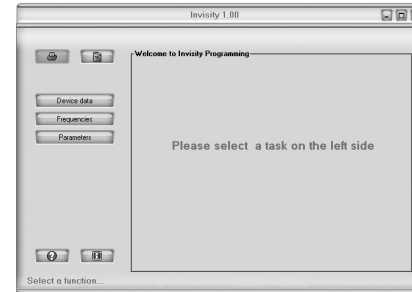 Invisity 1.00
Welcome to Invisity Programming
Device data
Frequencies
Parameters
Please select a task on the left side
Select a function...